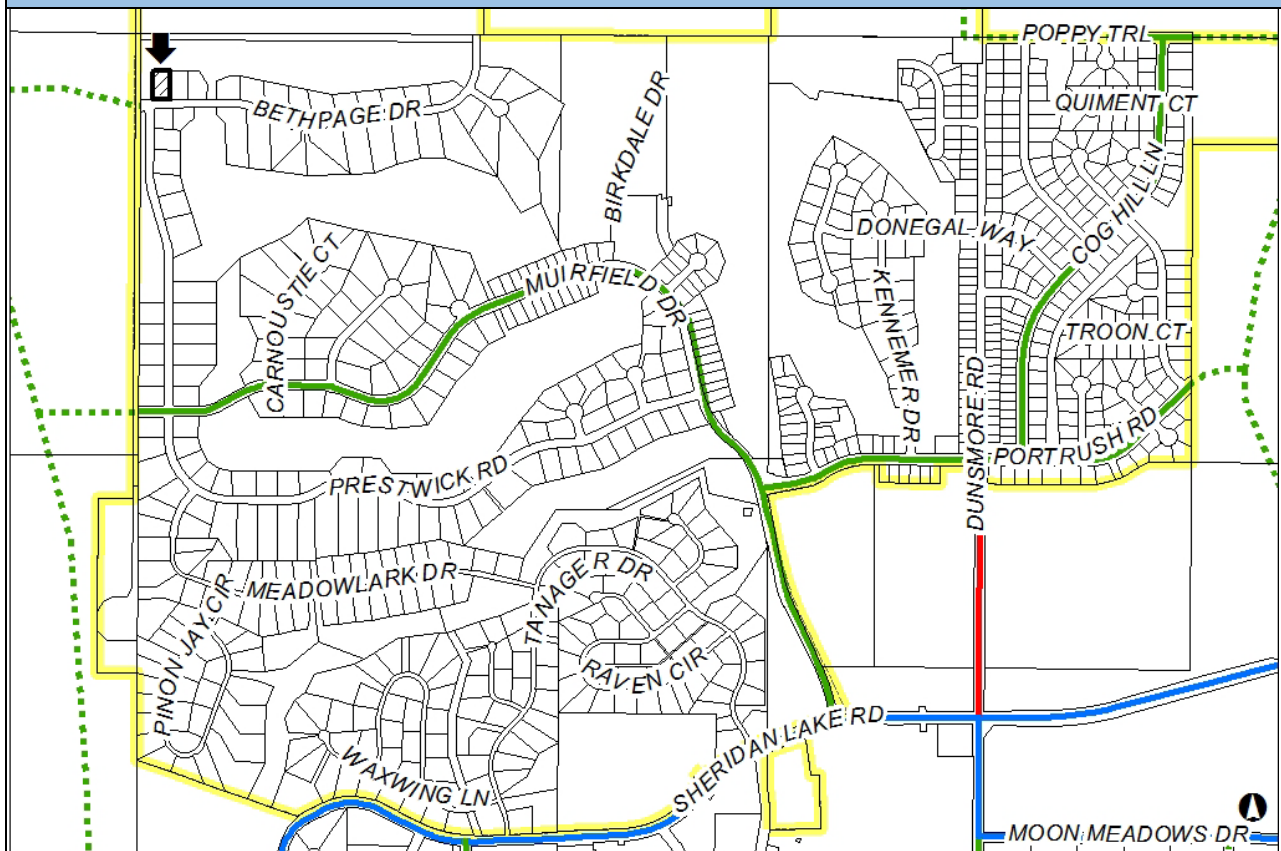 POPPY TRL
QUIMENT CT
BETHPAGE DR
BIRKDALE DR
COG HILL LN
DONEGAL WAY
CARNOUSTIE CT
MUIRFIELD DR
KENNEMER DR
TROON CT
DUNSMORE RD
PORTRUSH RD
PRESTWICK RD
MEADOWLARK DR
TANAGER DR
PINON JAY CIR
RAVEN CIR
SHERIDAN LAKE RD
WAXWING LN
MOON MEADOWS DR